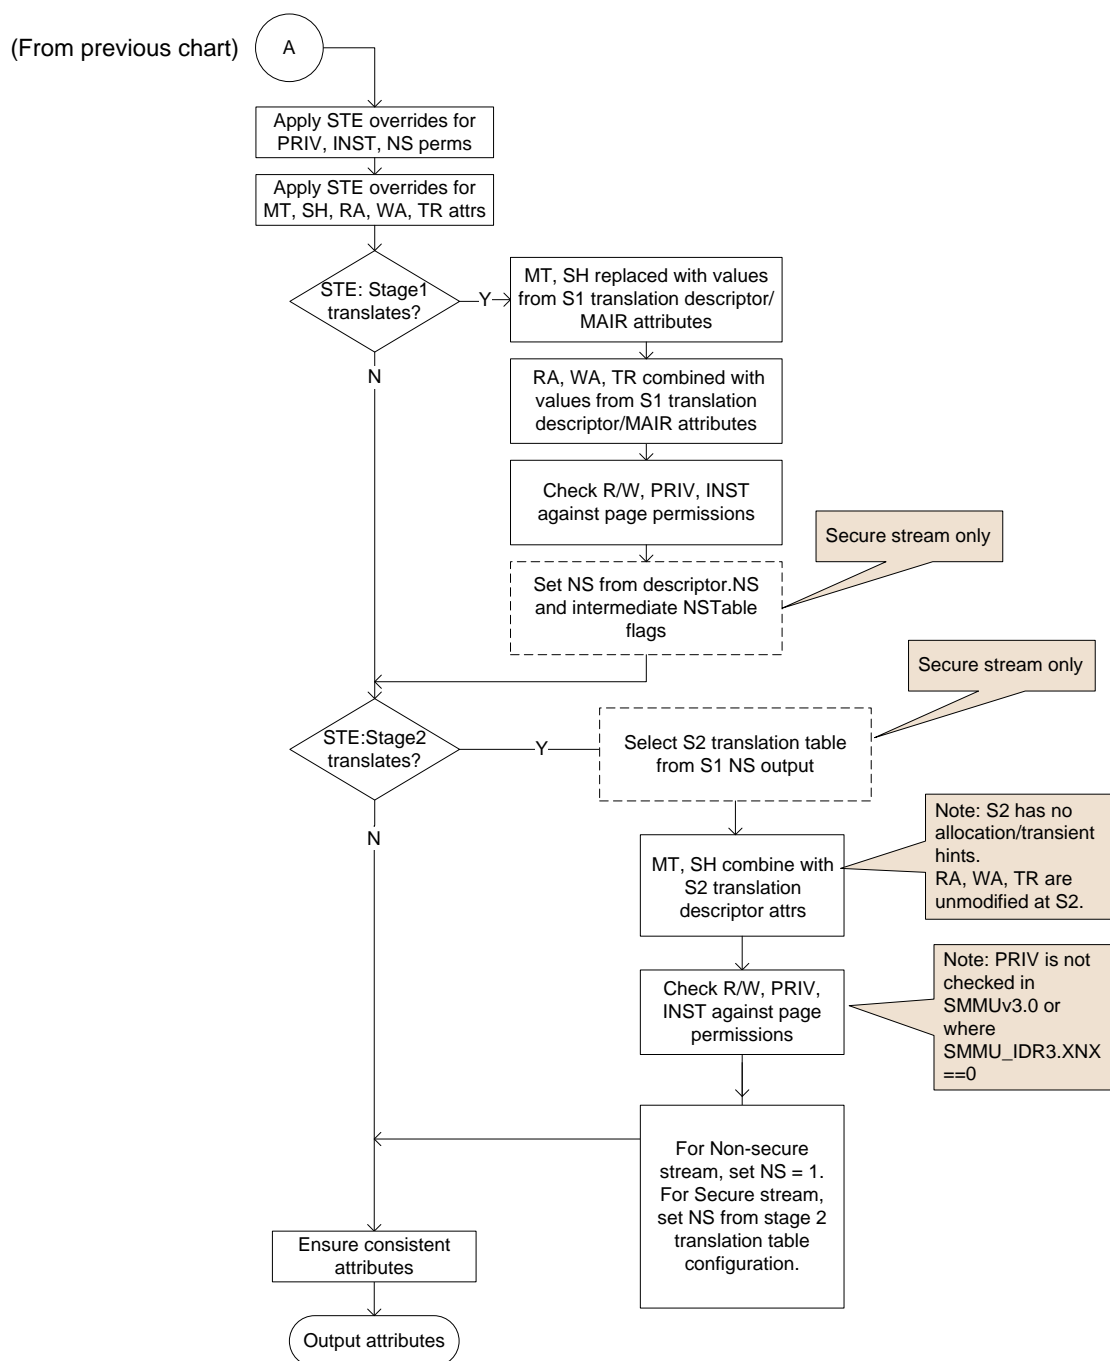 (From previous chart)
A
Apply STE overrides for
PRIV, INST, NS perms
Apply STE overrides for
MT, SH, RA, WA, TR attrs
STE: Stage1
translates?
Y
N
MT, SH replaced with values
from S1 translation descriptor/
MAIR attributes
RA, WA, TR combined with
values from S1 translation
descriptor/MAIR attributes
Check R/W, PRIV, INST
against page permissions
Secure stream only
Set NS from descriptor.NS
and intermediate NSTable
flags
Secure stream only
STE:Stage2
translates?
Y
N
Select S2 translation table
from S1 NS output
Note: S2 has no
allocation/transient
hints.
RA, WA, TR are
unmodified at S2.
MT, SH combine with
S2 translation
descriptor attrs
Note: PRIV is not
checked in
SMMUv3.0 or
where
SMMU_IDR3.XNX
==0
Check R/W, PRIV,
INST against page
permissions
For Non-secure
stream, set NS = 1.
For Secure stream,
set NS from stage 2
translation table
configuration.
Ensure consistent
attributes
Output attributes